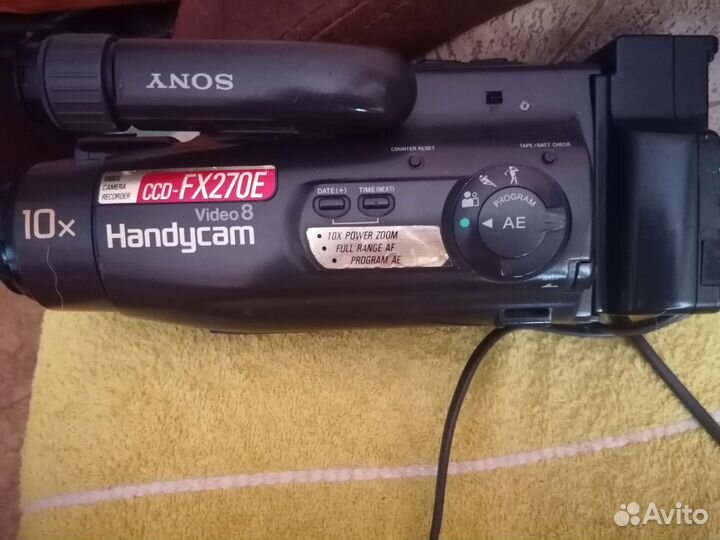 SONY
COUNTER RESET
TAPE/BATT CHECK
VIDEO
CAMERA
RECORDER
CCD-FX270E
DATE(+)
TIME(NEXT)
10x
Video 8
Handycam
• 10X POWER ZOOM
• FULL RANGE AF
• PROGRAM AE
PROGRAM
AE
BATT
Avito